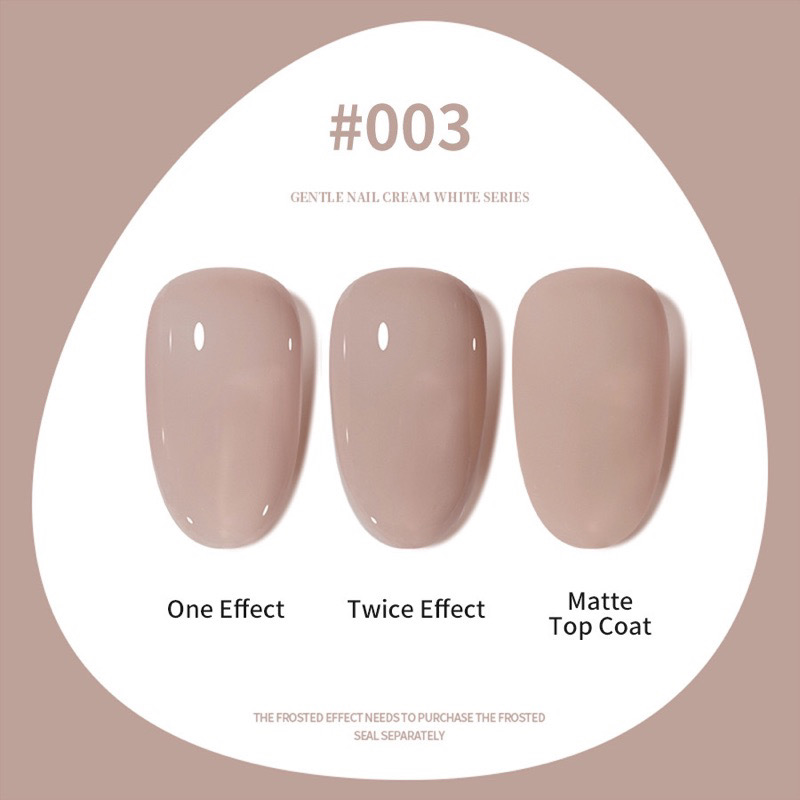 #003
GENTLE NAIL CREAM WHITE SERIES
One Effect
Twice Effect
Matte
Top Coat
THE FROSTED EFFECT NEEDS TO PURCHASE THE FROSTED
SEAL SEPARATELY